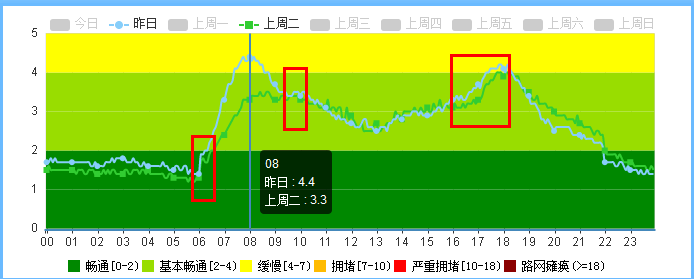 今日 昨日 上周一 上周二 上周三 上周四 上周五 上周六 上周日
5
4
3
2
1
0
08
昨日 : 4.4
上周二 : 3.3
00 01 02 03 04 05 06 07 08 09 10 11 12 13 14 15 16 17 18 19 20 21 22 23
畅通[0-2) 基本畅通[2-4) 缓慢[4-7) 拥堵[7-10) 严重拥堵[10-18) 路网瘫痪(>=18)